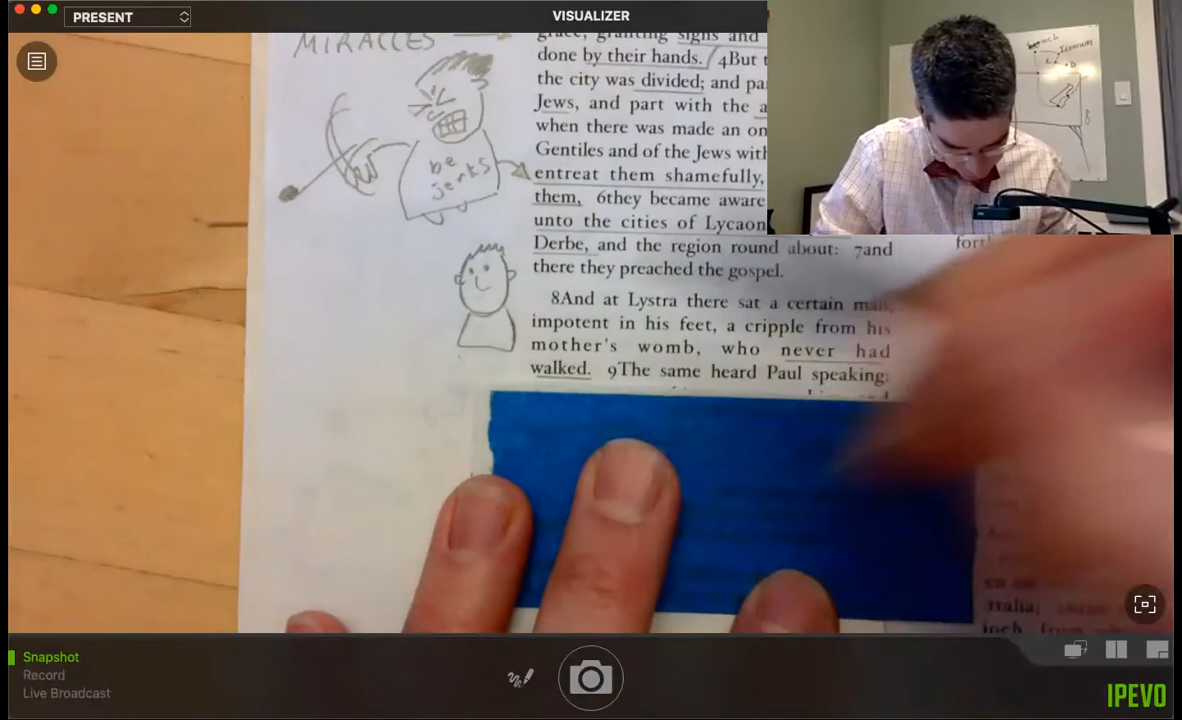 PRESENT
VISUALIZER
MIRACLES
grace, granting signs and
done by their hands. 4But t
the city was divided; and pa
Jews, and part with the a
when there was made an on
Gentiles and of the Jews with
entreat them shamefully,
them, 6they became aware
unto the cities of Lycaon
Derbe, and the region round about: 7and
there they preached the gospel.
be
jerks
8And at Lystra there sat a certain man,
impotent in his feet, a cripple from his
mother's womb, who never had
walked. 9The same heard Paul speaking:
Iconium
Snapshot
Record
Live Broadcast
IPEVO